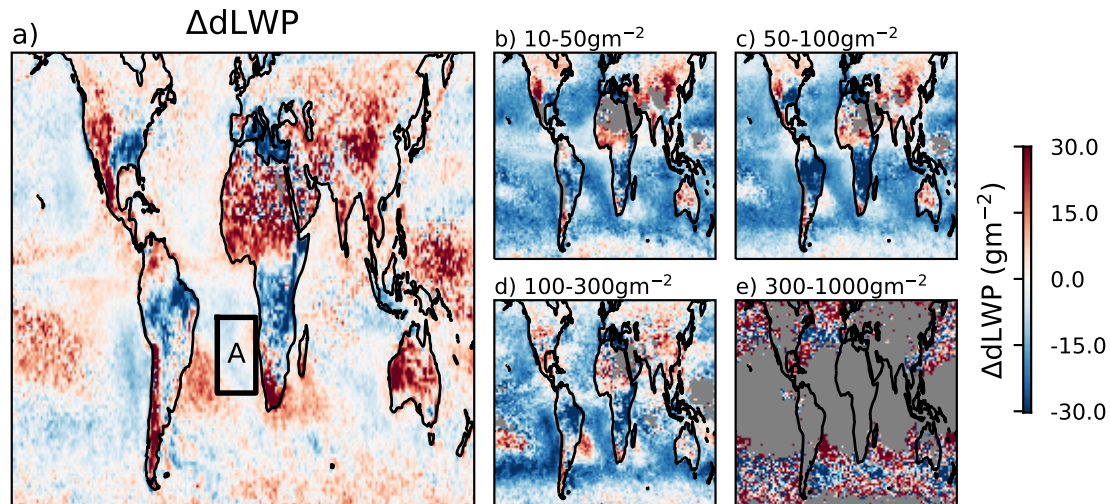 a)
ΔdLWP
b) 10-50gm⁻²
c) 50-100gm⁻²
A
d) 100-300gm⁻²
e) 300-1000gm⁻²
30.0
15.0
0.0
-15.0
-30.0
ΔdLWP (gm⁻²)